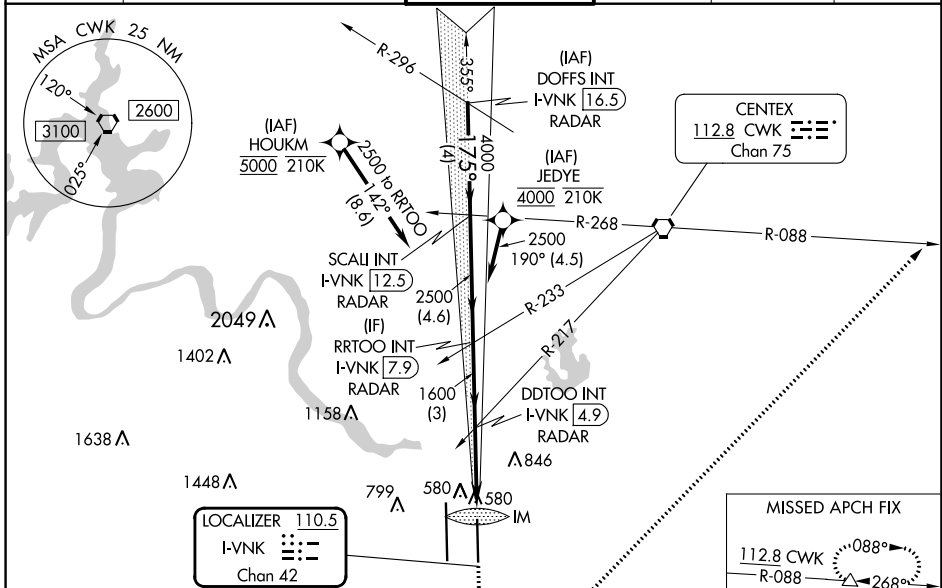 MSA CWK 25 NM
120°
2600
3100
025°
R-296
355°
(IAF)
DOFFS INT
I-VNK 16.5
RADAR
CENTEX
112.8 CWK
Chan 75
(IAF)
HOUKM
5000 210K
2500 to RRTOO
142°
(8.6)
175°
4000
(4)
(IAF)
JEDYE
4000 210K
R-268
R-088
2500
190° (4.5)
SCALI INT
I-VNK 12.5
RADAR
2500
(4.6)
R-233
R-217
2049
1402
(IF)
RRTOO INT
I-VNK 7.9
RADAR
1600
(3)
1158
DDTOO INT
I-VNK 4.9
RADAR
1638
846
1448
799
580
580
IM
LOCALIZER 110.5
I-VNK
Chan 42
MISSED APCH FIX
112.8 CWK
088°
R-088
268°